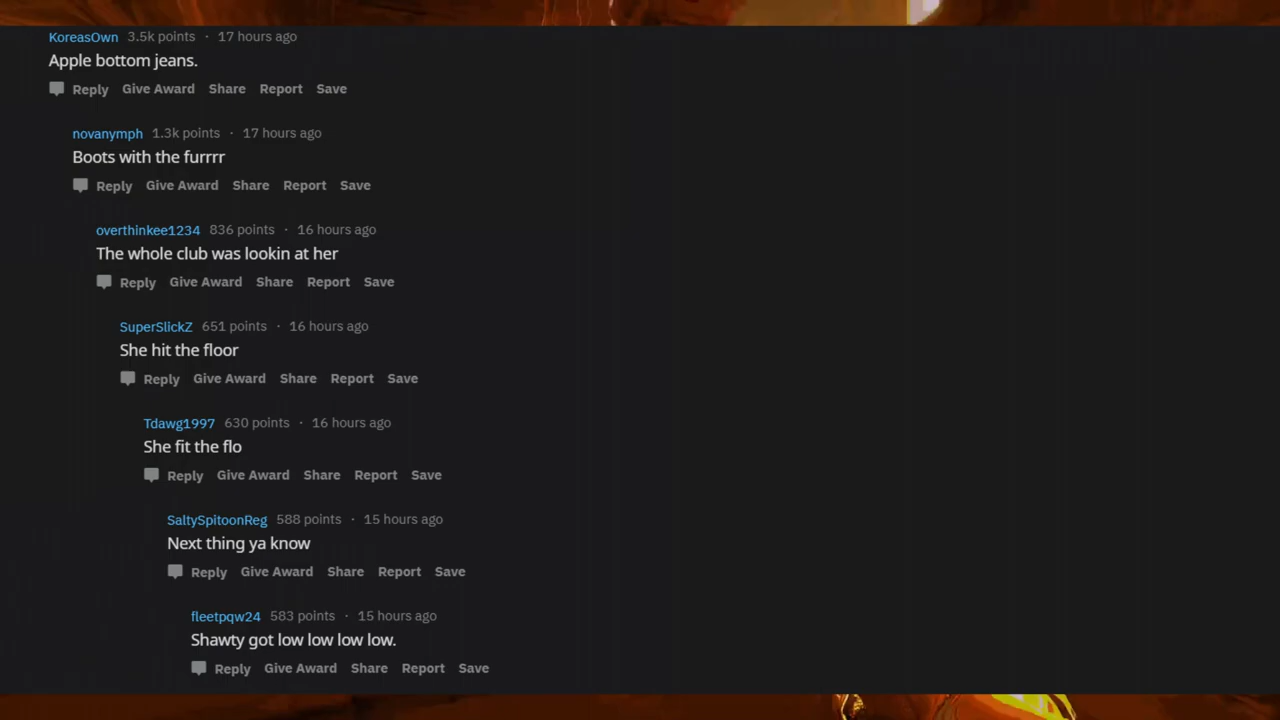 KoreasOwn 3.5k points · 17 hours ago
Apple bottom jeans.
Reply Give Award Share Report Save
novanymph 1.3k points · 17 hours ago
Boots with the furrrr
Reply Give Award Share Report Save
overthinkee1234 836 points · 16 hours ago
The whole club was lookin at her
Reply Give Award Share Report Save
SuperSlickZ 651 points · 16 hours ago
She hit the floor
Reply Give Award Share Report Save
Tdawg1997 630 points · 16 hours ago
She fit the flo
Reply Give Award Share Report Save
SaltySpitoonReg 588 points · 15 hours ago
Next thing ya know
Reply Give Award Share Report Save
fleetpqw24 583 points · 15 hours ago
Shawty got low low low low.
Reply Give Award Share Report Save